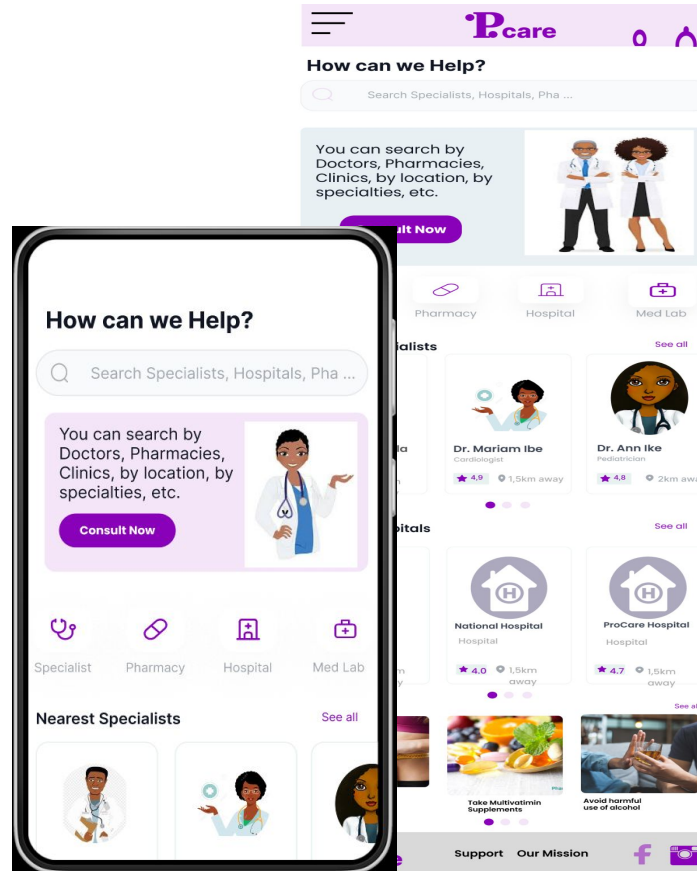 Pcare
How can we Help?
Search Specialists, Hospitals, Pha ...
You can search by
Doctors, Pharmacies,
Clinics, by location, by
specialties, etc.
ult Now
Pharmacy Hospital Med Lab
ialists See all
Dr. Mariam Ibe Dr. Ann Ike
Cardiologist Pediatrician
4,9 1,5km away 4,8 2km awa
pitals See all
National Hospital ProCare Hospital
Hospital Hospital
4.0 1,5km away 4.7 1,5km away
See all
Take Multivatimin
Supplements
Avoid harmful
use of alcohol
Support Our Mission
How can we Help?
Search Specialists, Hospitals, Pha ...
You can search by
Doctors, Pharmacies,
Clinics, by location, by
specialties, etc.
Consult Now
Specialist Pharmacy Hospital Med Lab
Nearest Specialists See all